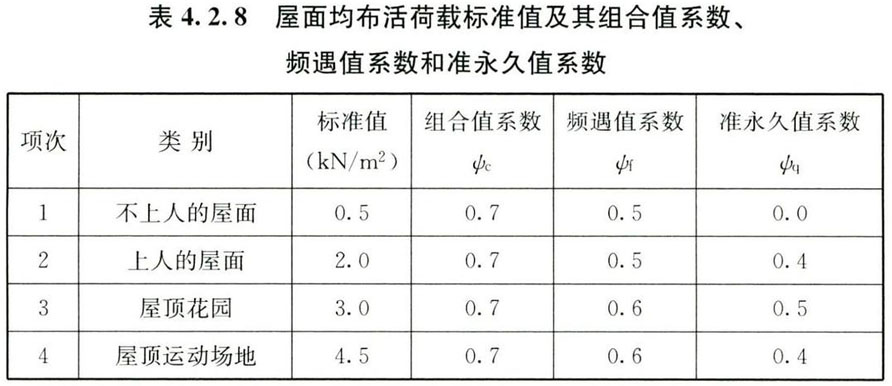 表 4.2.8 屋面均布活荷载标准值及其组合值系数、
频遇值系数和准永久值系数
项次 类别 标准值 (kN/m²) 组合值系数 ψc 频遇值系数 ψf 准永久值系数 ψq
1 不上人的屋面 0.5 0.7 0.5 0.0
2 上人的屋面 2.0 0.7 0.5 0.4
3 屋顶花园 3.0 0.7 0.6 0.5
4 屋顶运动场地 4.5 0.7 0.6 0.4